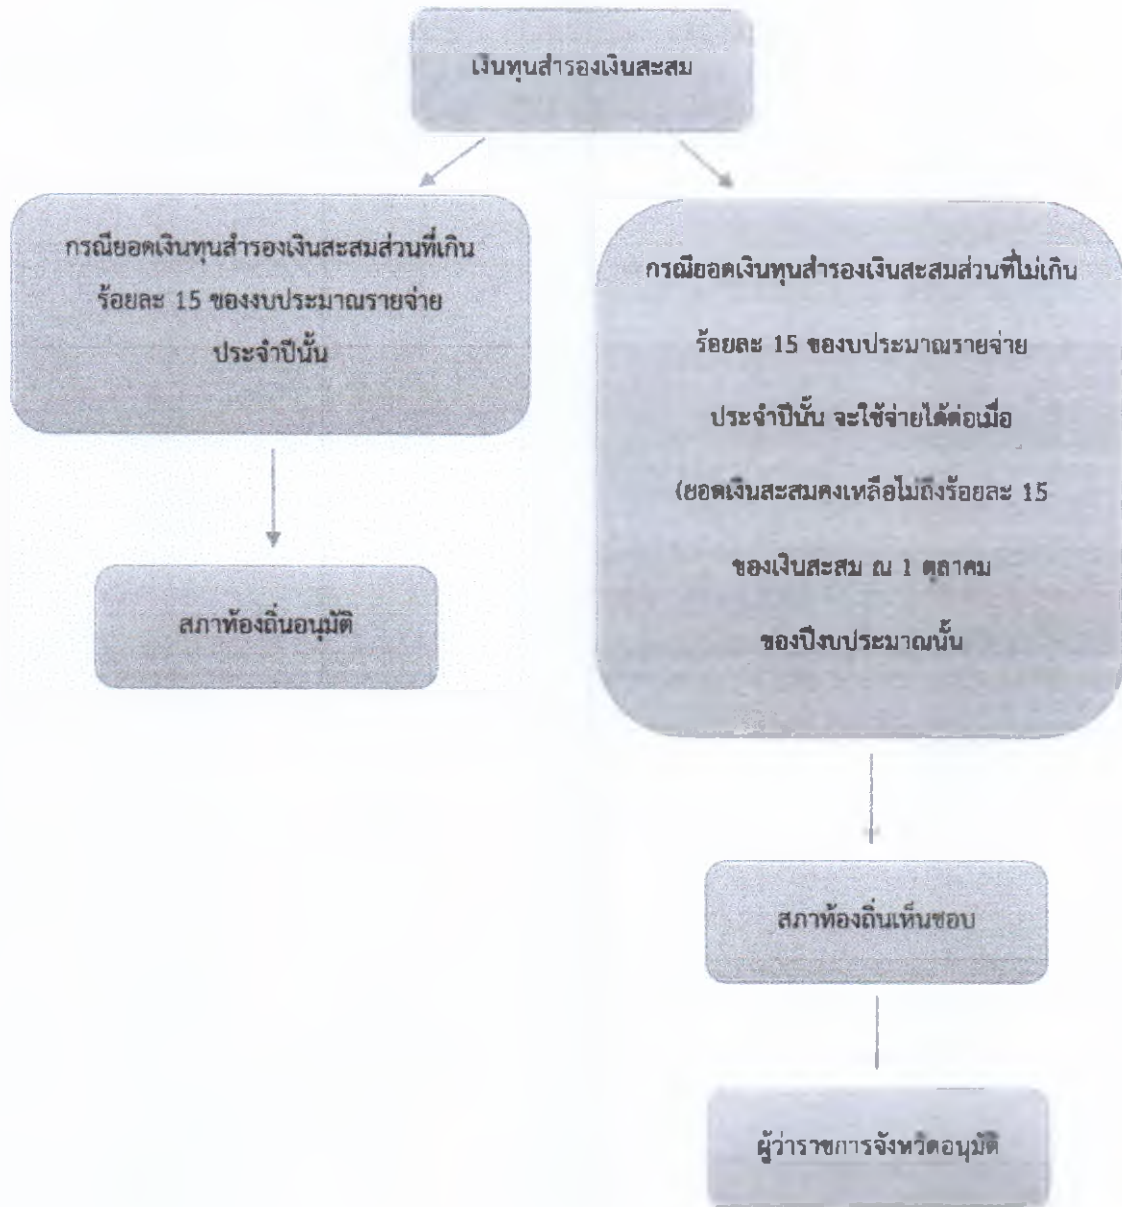 เงินทุนสำรองเงินสะสม
กรณียอดเงินทุนสำรองเงินสะสมส่วนที่เกิน
ร้อยละ 15 ของงบประมาณรายจ่าย
ประจำปีนั้น
สภาท้องถิ่นอนุมัติ
กรณียอดเงินทุนสำรองเงินสะสมส่วนที่ไม่เกิน
ร้อยละ 15 ของบประมาณรายจ่าย
ประจำปีนั้น จะใช้จ่ายได้ต่อเมื่อ
(ยอดเงินสะสมคงเหลือไม่ถึงร้อยละ 15
ของเงินสะสม ณ 1 ตุลาคม
ของปีงบประมาณนั้น
สภาท้องถิ่นเห็นชอบ
ผู้ว่าราชการจังหวัดอนุมัติ